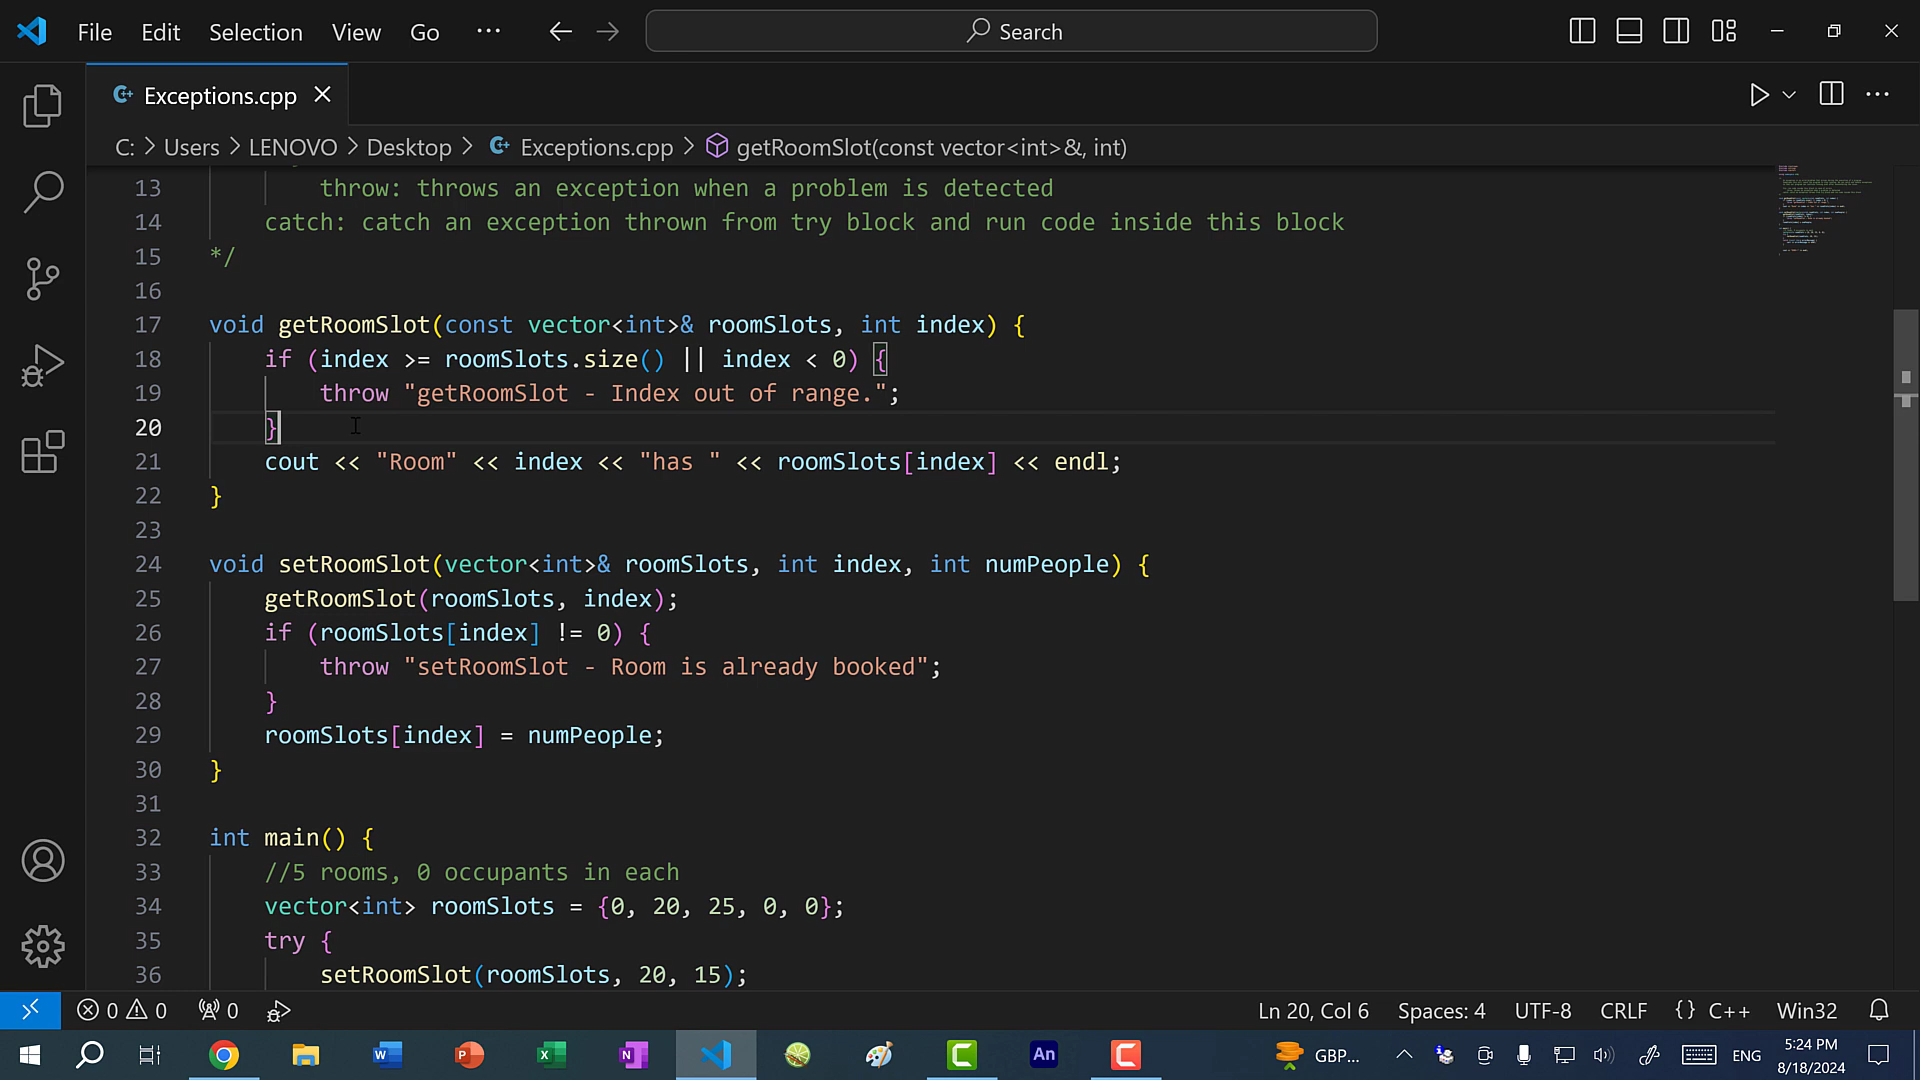 File Edit Selection View Go ··· Search
Exceptions.cpp
C: > Users > LENOVO > Desktop > Exceptions.cpp > getRoomSlot(const vector<int>&, int)
13 throw: throws an exception when a problem is detected
14 catch: catch an exception thrown from try block and run code inside this block
15 */
16
17 void getRoomSlot(const vector<int>& roomSlots, int index) {
18 if (index >= roomSlots.size() || index < 0) {
19 throw "getRoomSlot - Index out of range.";
20 }
21 cout << "Room" << index << "has " << roomSlots[index] << endl;
22 }
23
24 void setRoomSlot(vector<int>& roomSlots, int index, int numPeople) {
25 getRoomSlot(roomSlots, index);
26 if (roomSlots[index] != 0) {
27 throw "setRoomSlot - Room is already booked";
28 }
29 roomSlots[index] = numPeople;
30 }
31
32 int main() {
33 //5 rooms, 0 occupants in each
34 vector<int> roomSlots = {0, 20, 25, 0, 0};
35 try {
36 setRoomSlot(roomSlots, 20, 15);
0 0 0 Ln 20, Col 6 Spaces: 4 UTF-8 CRLF {} C++ Win32
An GBP... ENG 5:24 PM
8/18/2024